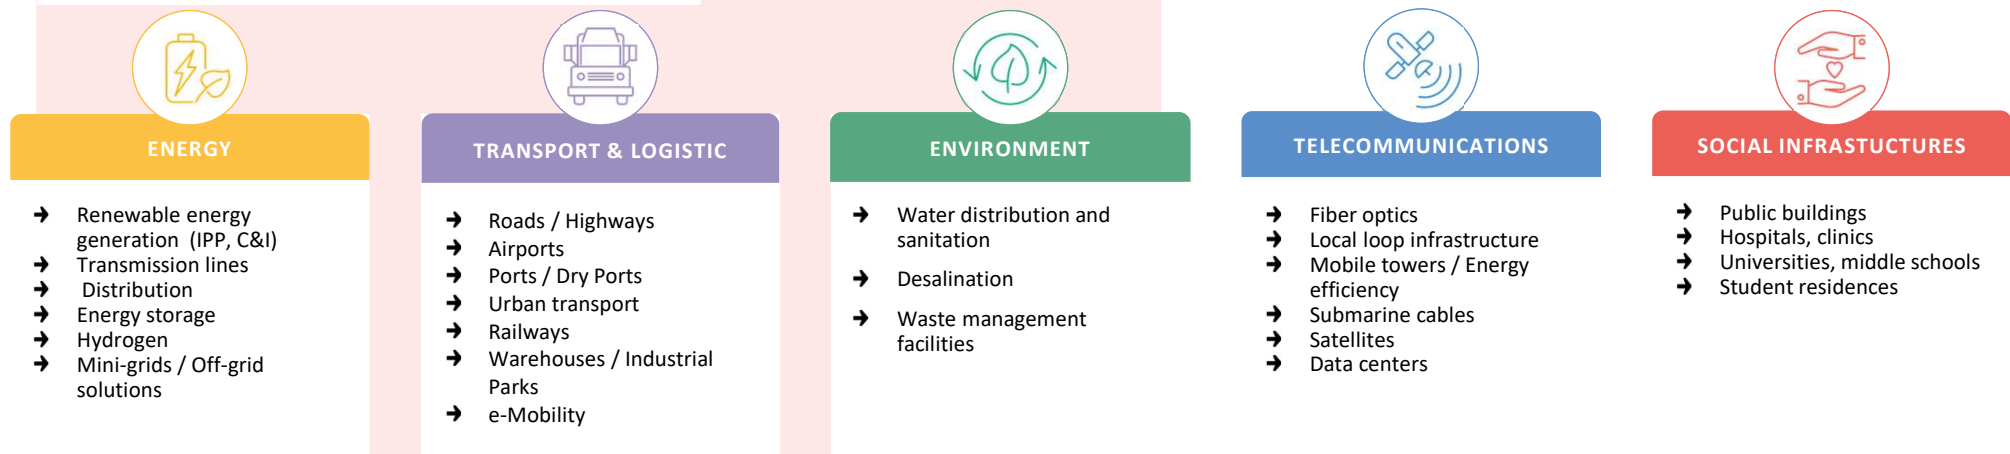 ENERGY
➔ Renewable energy
generation (IPP, C&I)
➔ Transmission lines
➔ Distribution
➔ Energy storage
➔ Hydrogen
➔ Mini-grids / Off-grid
solutions
TRANSPORT & LOGISTIC
➔ Roads / Highways
➔ Airports
➔ Ports / Dry Ports
➔ Urban transport
➔ Railways
➔ Warehouses / Industrial
Parks
➔ e-Mobility
ENVIRONMENT
➔ Water distribution and
sanitation
➔ Desalination
➔ Waste management
facilities
TELECOMMUNICATIONS
➔ Fiber optics
➔ Local loop infrastructure
➔ Mobile towers / Energy
efficiency
➔ Submarine cables
➔ Satellites
➔ Data centers
SOCIAL INFRASTUCTURES
➔ Public buildings
➔ Hospitals, clinics
➔ Universities, middle schools
➔ Student residences